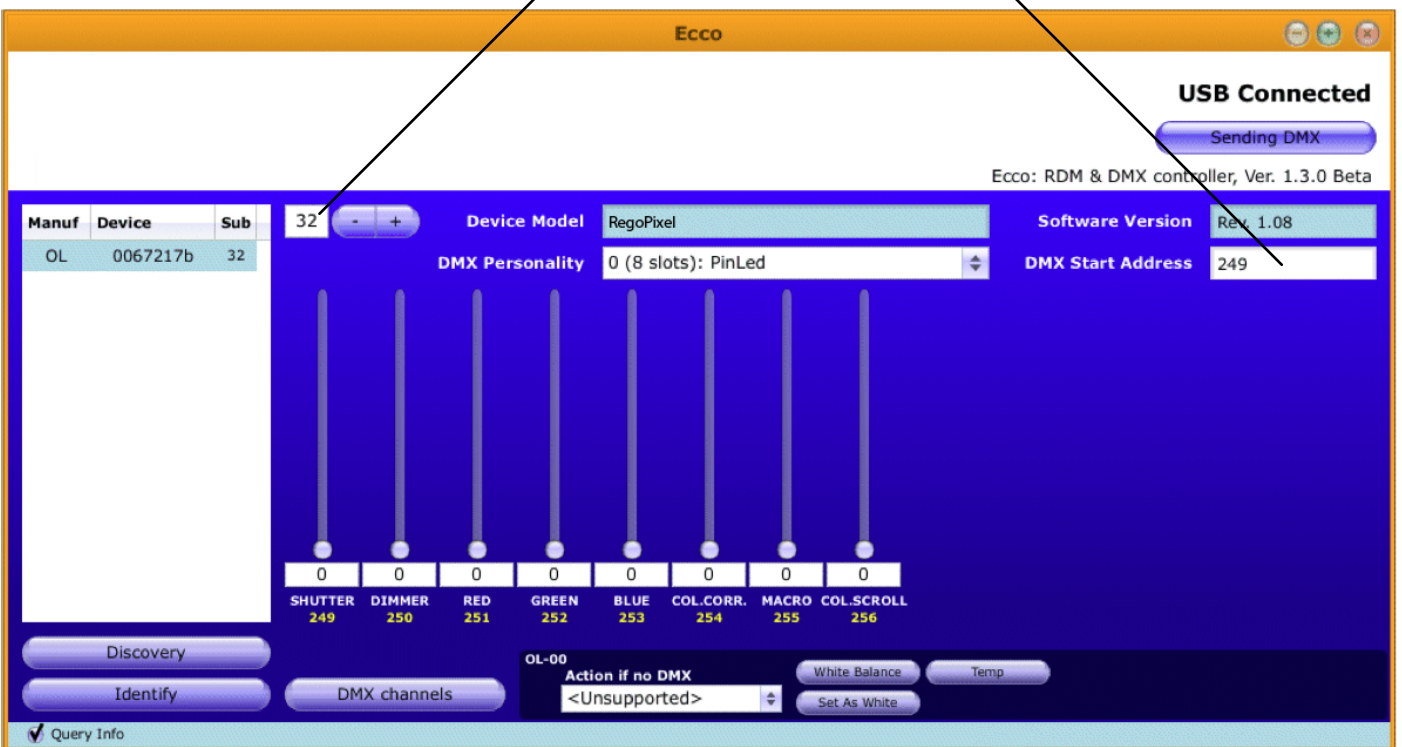 Ecco
USB Connected
Sending DMX
Ecco: RDM & DMX controller, Ver. 1.3.0 Beta
Manuf Device Sub
OL 0067217b 32
32 - +
Device Model RegoPixel
Software Version Rev. 1.08
DMX Personality 0 (8 slots): PinLed
DMX Start Address 249
0 0 0 0 0 0 0 0
SHUTTER DIMMER RED GREEN BLUE COL.CORR. MACRO COL.SCROLL
249 250 251 252 253 254 255 256
Discovery
Identify
DMX channels
OL-00
Action if no DMX
<Unsupported>
White Balance
Temp
Set As White
Query Info